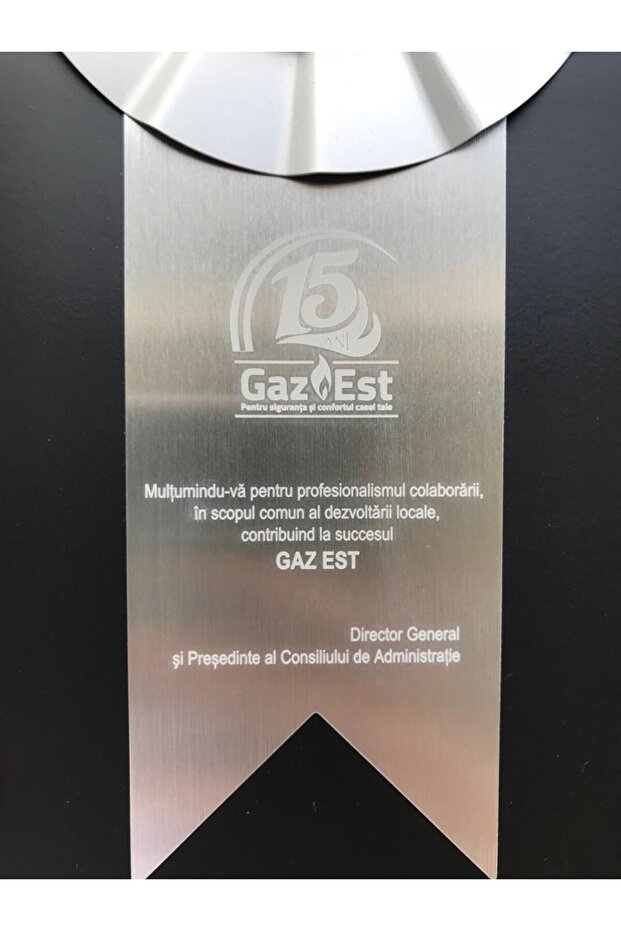 15
ANI
Gaz Est
Pentru siguranța și confortul casei tale
Mulțumindu-vă pentru profesionalismul colaborării,
în scopul comun al dezvoltării locale,
contribuind la succesul
GAZ EST
Director General
și Președinte al Consiliului de Administrație